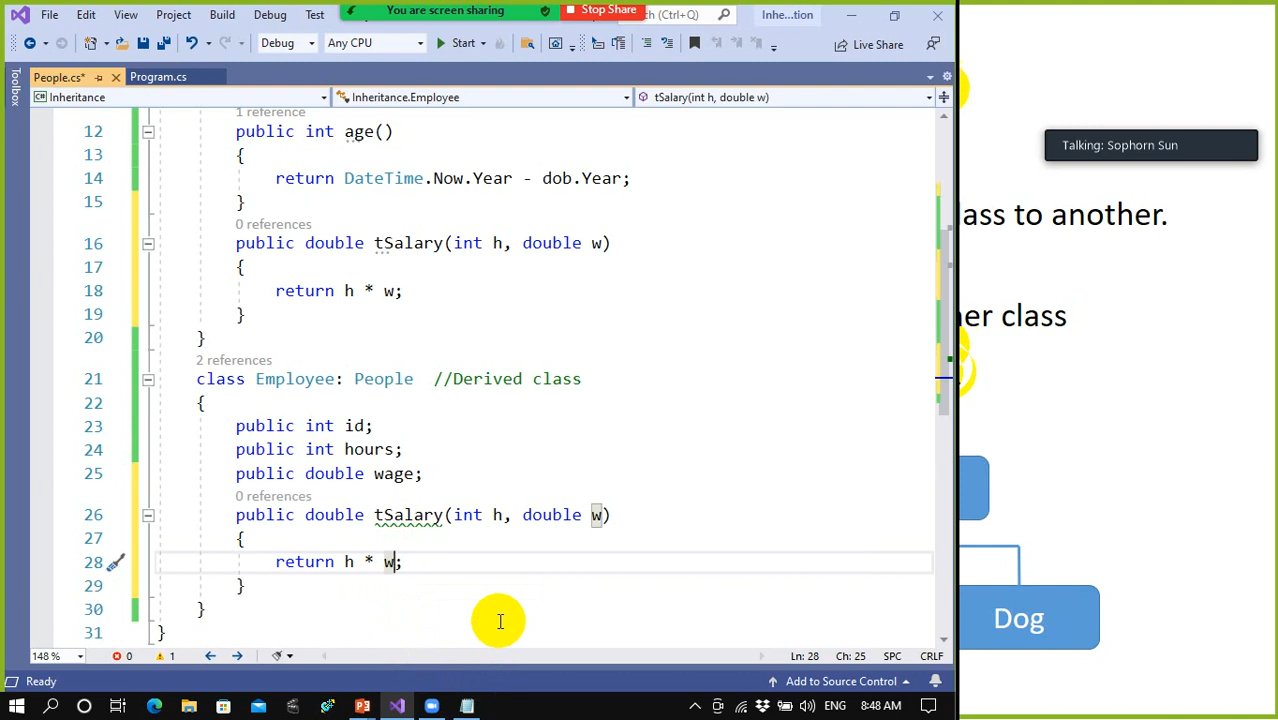 File Edit View Project Build Debug Test
You are screen sharing
Stop Share
ch (Ctrl+Q)
Inhe...tion
Debug
Any CPU
Start
Live Share
People.cs*
Program.cs
Toolbox
Inheritance
Inheritance.Employee
tSalary(int h, double w)
1 reference
12 public int age()
13 {
14 return DateTime.Now.Year - dob.Year;
15 }
0 references
16 public double tSalary(int h, double w)
17 {
18 return h * w;
19 }
20 }
2 references
21 class Employee: People //Derived class
22 {
23 public int id;
24 public int hours;
25 public double wage;
0 references
26 public double tSalary(int h, double w)
27 {
28 return h * w;
29 }
30 }
31 }
148 %
0
1
Ln: 28 Ch: 25 SPC CRLF
Ready
Add to Source Control
ENG
8:48 AM
Talking: Sophorn Sun
lass to another.
er class
Dog